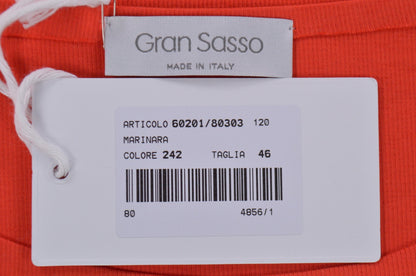 Gran Sasso
MADE IN ITALY
ARTICOLO 60201/80303 120
MARINARA
COLORE 242 TAGLIA 46
80 4856/1